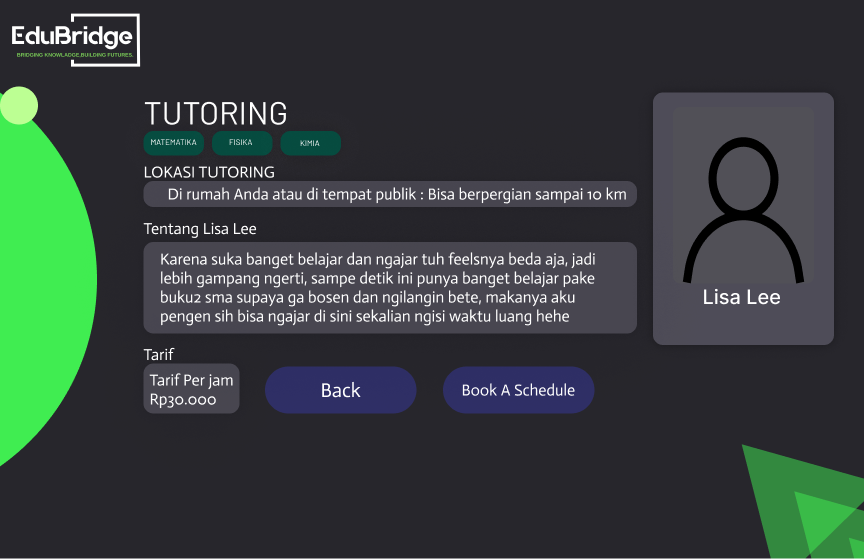 EduBridge
BRIDGING KNOWLADGE,BUILDING FUTURES.
TUTORING
MATEMATIKA FISIKA KIMIA
LOKASI TUTORING
Di rumah Anda atau di tempat publik : Bisa berpergian sampai 10 km
Tentang Lisa Lee
Karena suka banget belajar dan ngajar tuh feelsnya beda aja, jadi
lebih gampang ngerti, sampe detik ini punya banget belajar pake
buku2 sma supaya ga bosen dan ngilangin bete, makanya aku
pengen sih bisa ngajar di sini sekalian ngisi waktu luang hehe
Lisa Lee
Tarif
Tarif Per jam
Rp30.000
Back
Book A Schedule